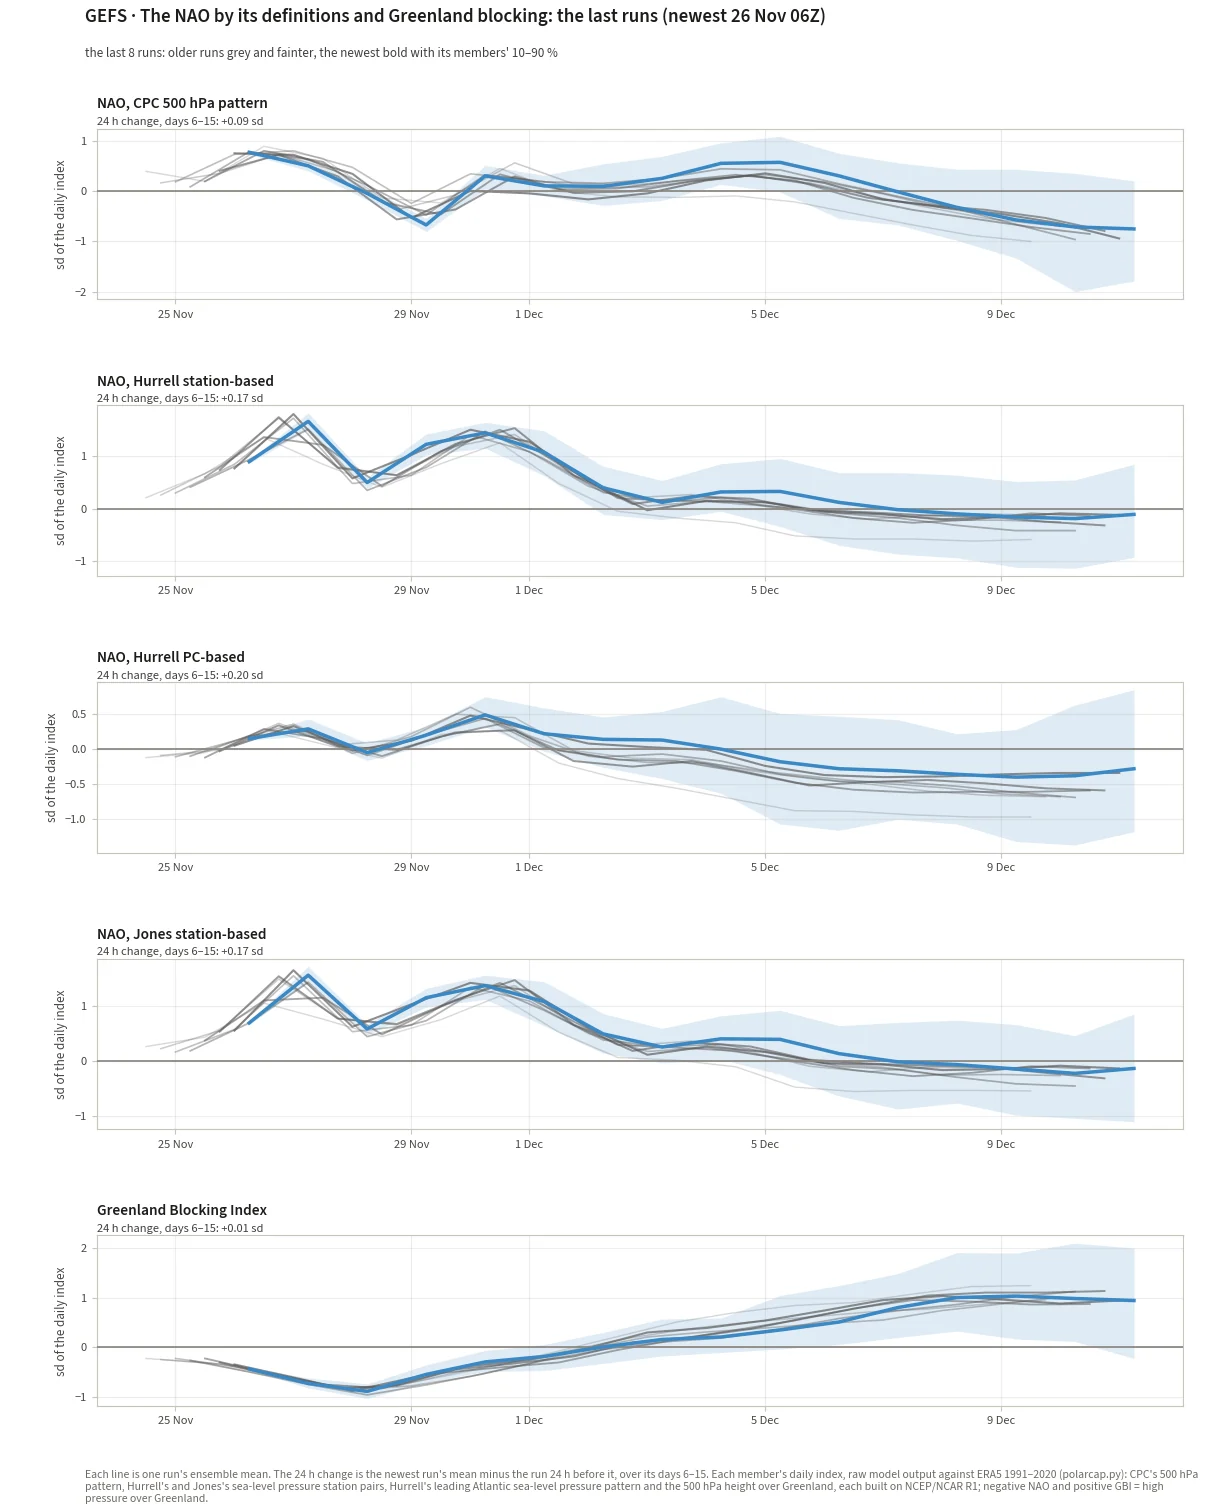 GEFS · The NAO by its definitions and Greenland blocking: the last runs (newest 26 Nov 06Z)
the last 8 runs: older runs grey and fainter, the newest bold with its members' 10–90 %
NAO, CPC 500 hPa pattern
24 h change, days 6–15: +0.09 sd
sd of the daily index
1
0
−1
−2
25 Nov
29 Nov
1 Dec
5 Dec
9 Dec
NAO, Hurrell station-based
24 h change, days 6–15: +0.17 sd
sd of the daily index
1
0
−1
25 Nov
29 Nov
1 Dec
5 Dec
9 Dec
NAO, Hurrell PC-based
24 h change, days 6–15: +0.20 sd
sd of the daily index
0.5
0.0
−0.5
−1.0
25 Nov
29 Nov
1 Dec
5 Dec
9 Dec
NAO, Jones station-based
24 h change, days 6–15: +0.17 sd
sd of the daily index
1
0
−1
25 Nov
29 Nov
1 Dec
5 Dec
9 Dec
Greenland Blocking Index
24 h change, days 6–15: +0.01 sd
sd of the daily index
2
1
0
−1
25 Nov
29 Nov
1 Dec
5 Dec
9 Dec
Each line is one run's ensemble mean. The 24 h change is the newest run's mean minus the run 24 h before it, over its days 6–15. Each member's daily index, raw model output against ERA5 1991–2020 (polarcap.py): CPC's 500 hPa
pattern, Hurrell's and Jones's sea-level pressure station pairs, Hurrell's leading Atlantic sea-level pressure pattern and the 500 hPa height over Greenland, each built on NCEP/NCAR R1; negative NAO and positive GBI = high
pressure over Greenland.